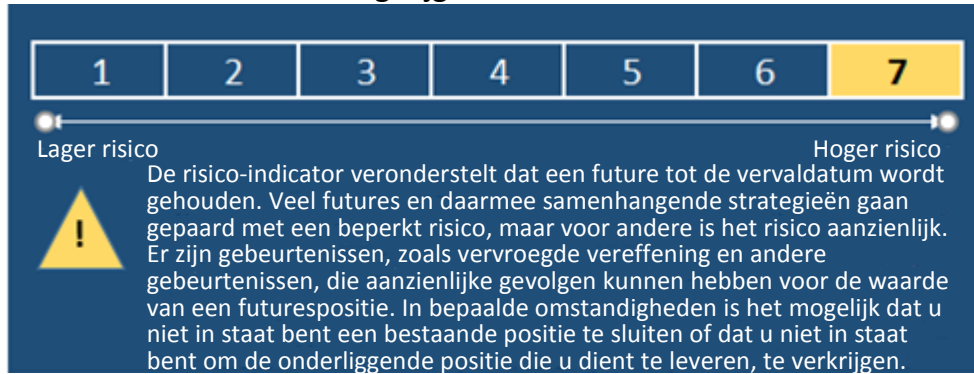 1 2 3 4 5 6 7
Lager risico Hoger risico
De risico-indicator veronderstelt dat een future tot de vervaldatum wordt
gehouden. Veel futures en daarmee samenhangende strategieën gaan
gepaard met een beperkt risico, maar voor andere is het risico aanzienlijk.
Er zijn gebeurtenissen, zoals vervroegde vereffening en andere
gebeurtenissen, die aanzienlijke gevolgen kunnen hebben voor de waarde
van een futurespositie. In bepaalde omstandigheden is het mogelijk dat u
niet in staat bent een bestaande positie te sluiten of dat u niet in staat
bent om de onderliggende positie die u dient te leveren, te verkrijgen.
!